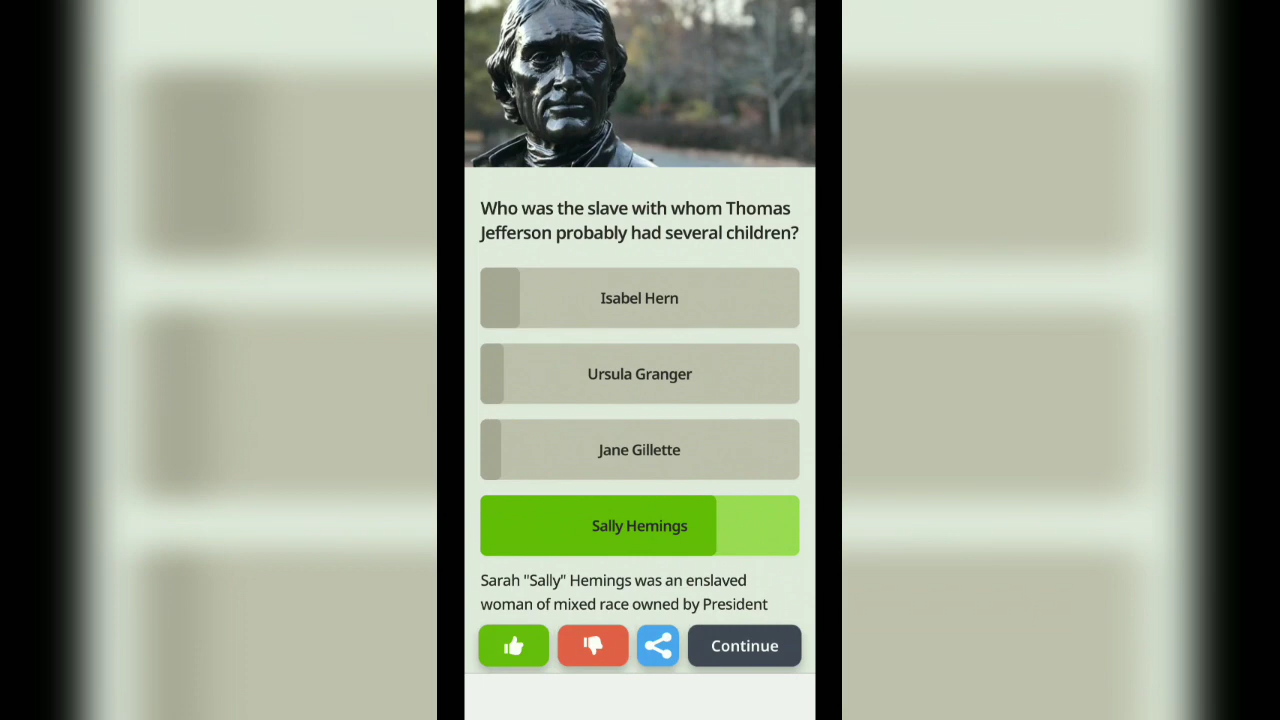 Who was the slave with whom Thomas
Jefferson probably had several children?
Isabel Hern
Ursula Granger
Jane Gillette
Sally Hemings
Sarah "Sally" Hemings was an enslaved
woman of mixed race owned by President
Continue